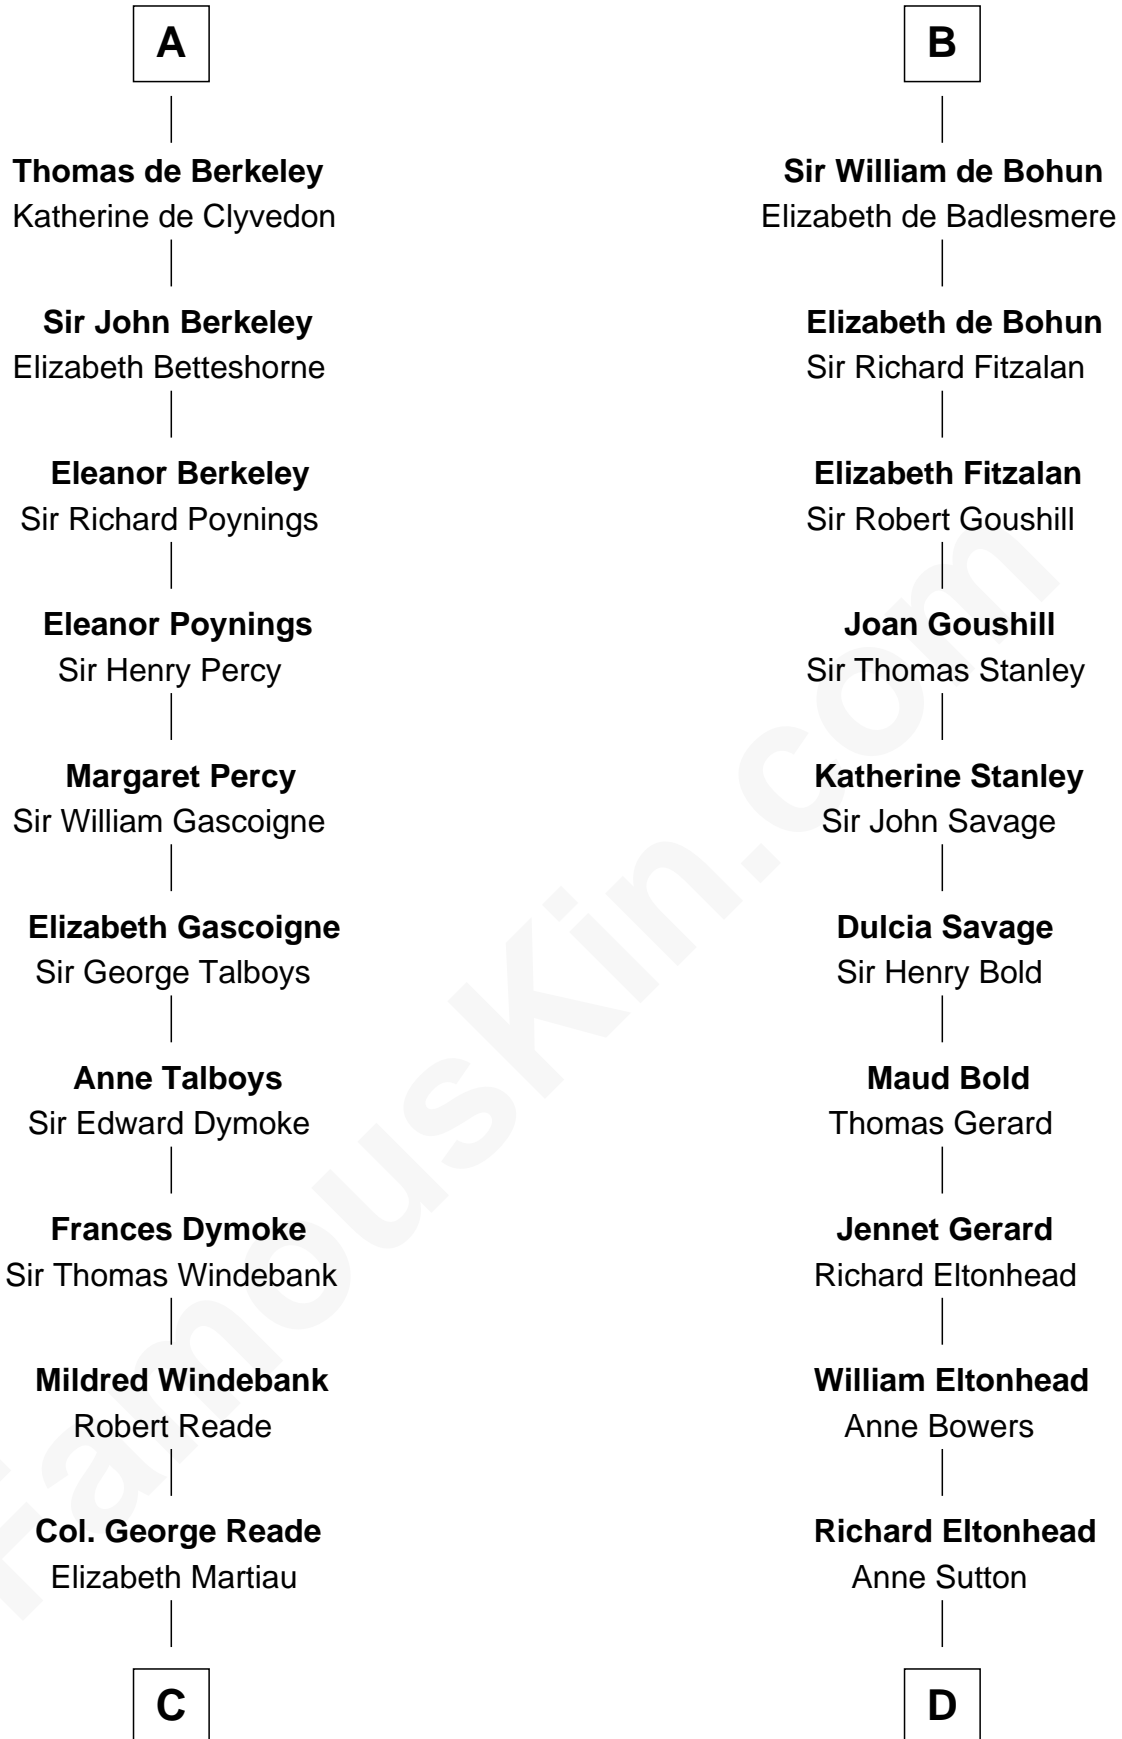 A
Thomas de Berkeley
Katherine de Clyvedon
Sir John Berkeley
Elizabeth Betteshorne
Eleanor Berkeley
Sir Richard Poynings
Eleanor Poynings
Sir Henry Percy
Margaret Percy
Sir William Gascoigne
Elizabeth Gascoigne
Sir George Talboys
Anne Talboys
Sir Edward Dymoke
Frances Dymoke
Sir Thomas Windebank
Mildred Windebank
Robert Reade
Col. George Reade
Elizabeth Martiau
C
B
Sir William de Bohun
Elizabeth de Badlesmere
Elizabeth de Bohun
Sir Richard Fitzalan
Elizabeth Fitzalan
Sir Robert Goushill
Joan Goushill
Sir Thomas Stanley
Katherine Stanley
Sir John Savage
Dulcia Savage
Sir Henry Bold
Maud Bold
Thomas Gerard
Jennet Gerard
Richard Eltonhead
William Eltonhead
Anne Bowers
Richard Eltonhead
Anne Sutton
D
FamousKin.com